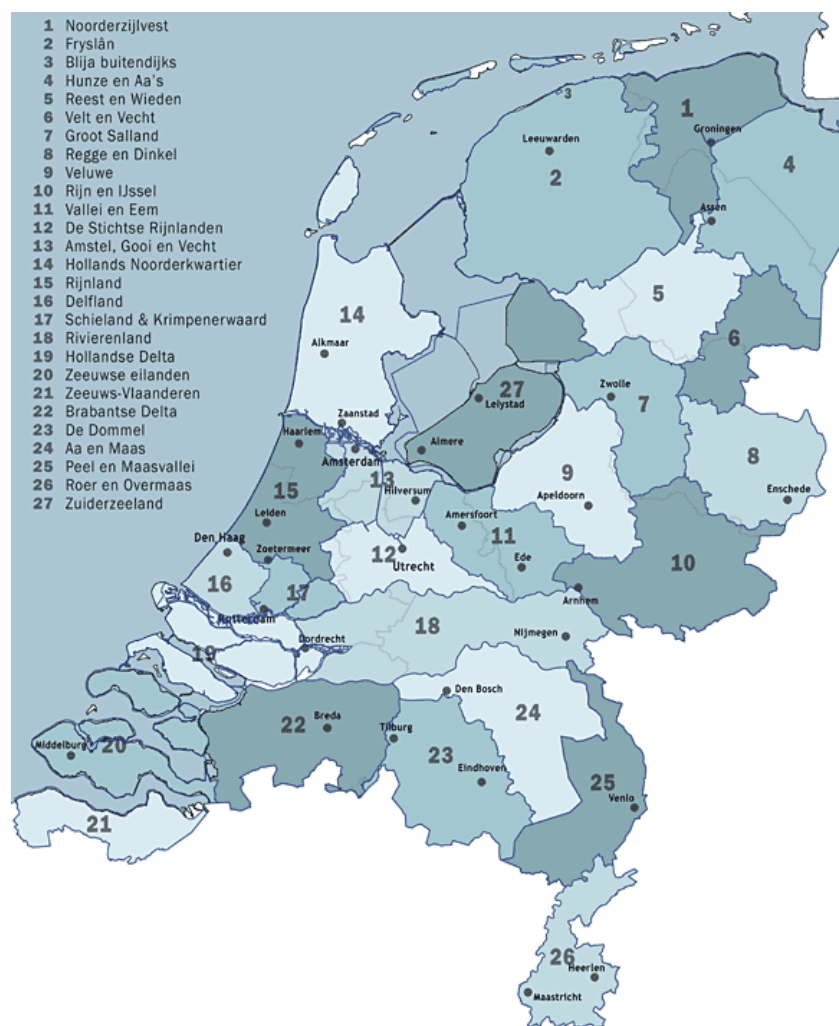 1 Noorderzijlvest
2 Fryslân
3 Blija buitendijks
4 Hunze en Aa's
5 Reest en Wieden
6 Velt en Vecht
7 Groot Salland
8 Regge en Dinkel
9 Veluwe
10 Rijn en IJssel
11 Vallei en Eem
12 De Stichtse Rijnlanden
13 Amstel, Gooi en Vecht
14 Hollands Noorderkwartier
15 Rijnland
16 Delfland
17 Schieland & Krimpenerwaard
18 Rivierenland
19 Hollandse Delta
20 Zeeuwse eilanden
21 Zeeuws-Vlaanderen
22 Brabantse Delta
23 De Dommel
24 Aa en Maas
25 Peel en Maasvallei
26 Roer en Overmaas
27 Zuiderzeeland
3
1
Groningen
Leeuwarden
4
2
Assen
5
14
6
Alkmaar
27
Zwolle
Lelystad
7
Zaanstad
Haarlem
Almere
Amsterdam
8
9
13
15
Hilversum
Enschede
Apeldoorn
Leiden
Amersfoort
11
Den Haag
12
Zoetermeer
Utrecht
Ede
10
16
17
Arnhem
Rotterdam
18
Nijmegen
Dordrecht
19
Den Bosch
24
22
Breda
Tilburg
20
Middelburg
23
Eindhoven
25
Venlo
21
26
Heerlen
Maastricht